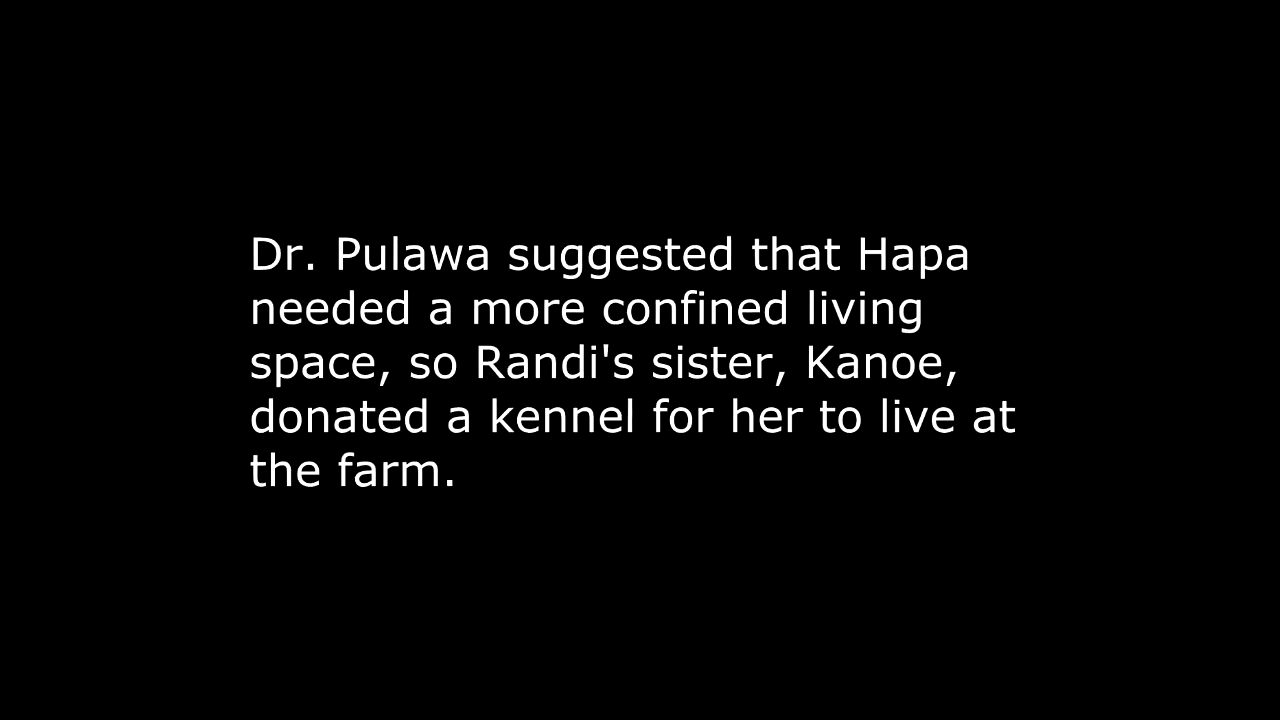 Dr. Pulawa suggested that Hapa
needed a more confined living
space, so Randi's sister, Kanoe,
donated a kennel for her to live at
the farm.